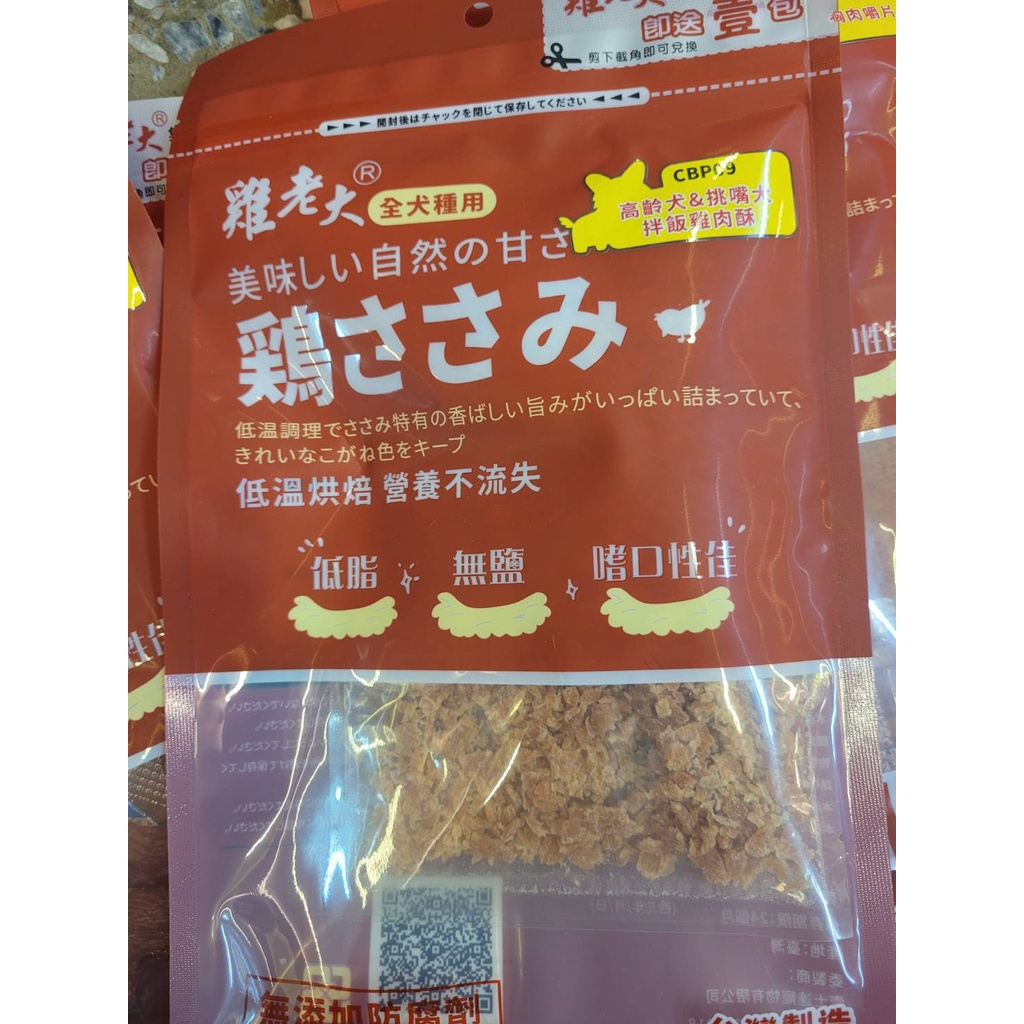 雞老大
即送壹包
剪下截角即可兌換
開封後はチャックを閉じて保存してください
雞老大®
全犬種用
CBP09
高齡犬&挑嘴犬
拌飯雞肉酥
美味しい自然の甘さ
鶏ささみ
低温調理でささみ特有の香ばしい旨みがいっぱい詰まっていて、
きれいなこがね色をキープ
低溫烘焙 營養不流失
低脂
無鹽
嗜口性佳
無添加防腐劑
台灣製造